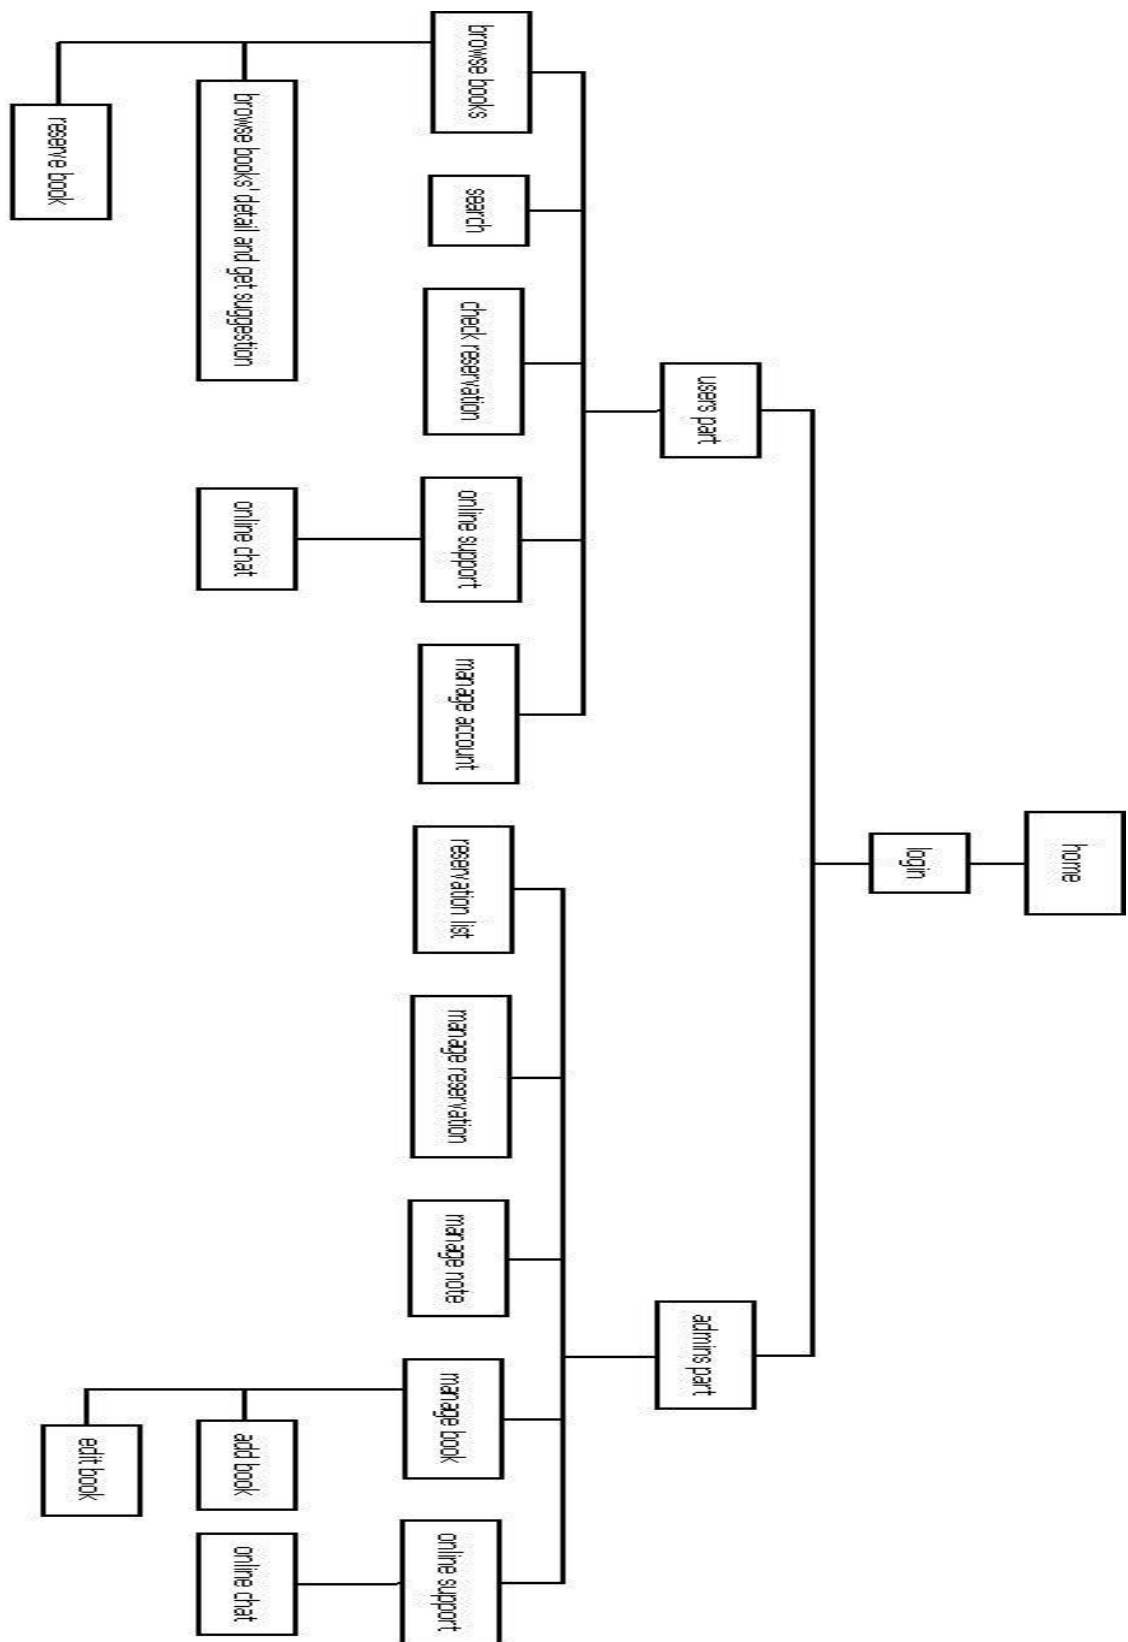 home
login
users part
admins part
browse books
search
check reservation
online support
manage account
reservation list
manage reservation
manage note
manage book
online support
browse books' detail and get suggestion
online chat
add book
online chat
reserve book
edit book